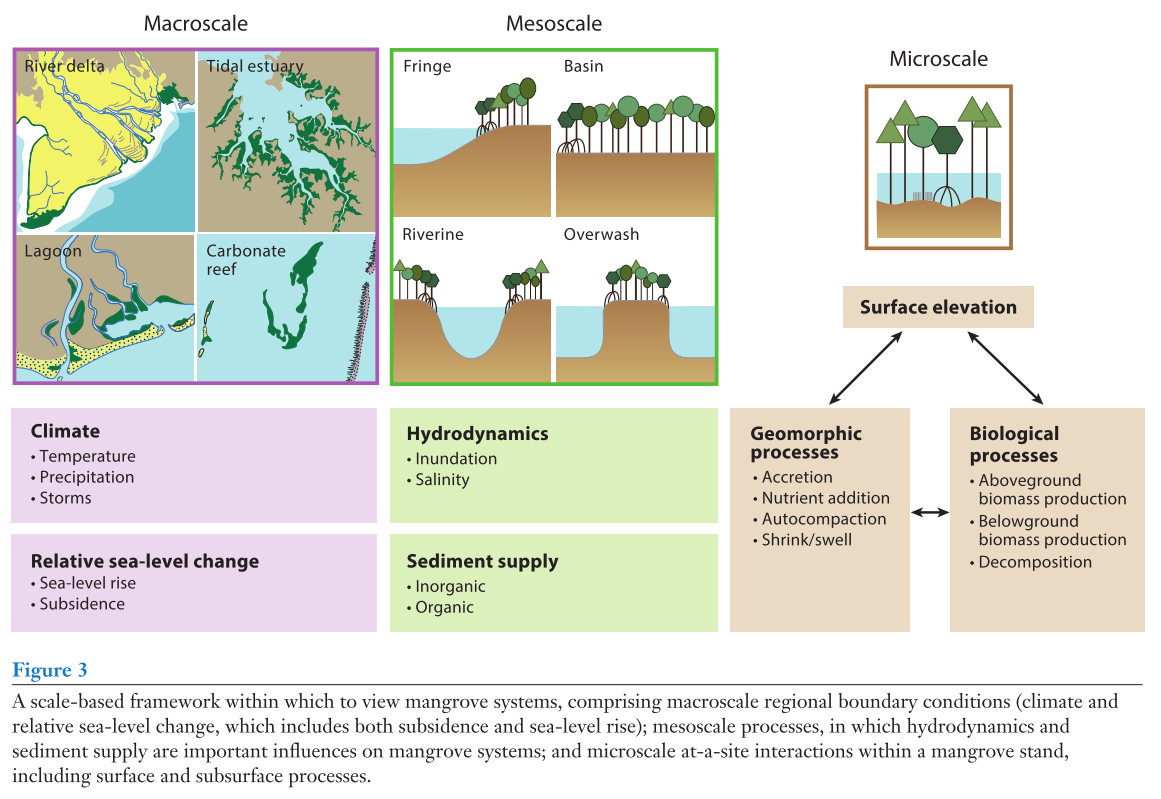 Macroscale
River delta
Tidal estuary
Lagoon
Carbonate
reef
Climate
• Temperature
• Precipitation
• Storms
Relative sea-level change
• Sea-level rise
• Subsidence
Mesoscale
Fringe
Basin
Riverine
Overwash
Hydrodynamics
• Inundation
• Salinity
Sediment supply
• Inorganic
• Organic
Microscale
Surface elevation
Geomorphic
processes
• Accretion
• Nutrient addition
• Autocompaction
• Shrink/swell
Biological
processes
• Aboveground
biomass production
• Belowground
biomass production
• Decomposition
Figure 3
A scale-based framework within which to view mangrove systems, comprising macroscale regional boundary conditions (climate and
relative sea-level change, which includes both subsidence and sea-level rise); mesoscale processes, in which hydrodynamics and
sediment supply are important influences on mangrove systems; and microscale at-a-site interactions within a mangrove stand,
including surface and subsurface processes.